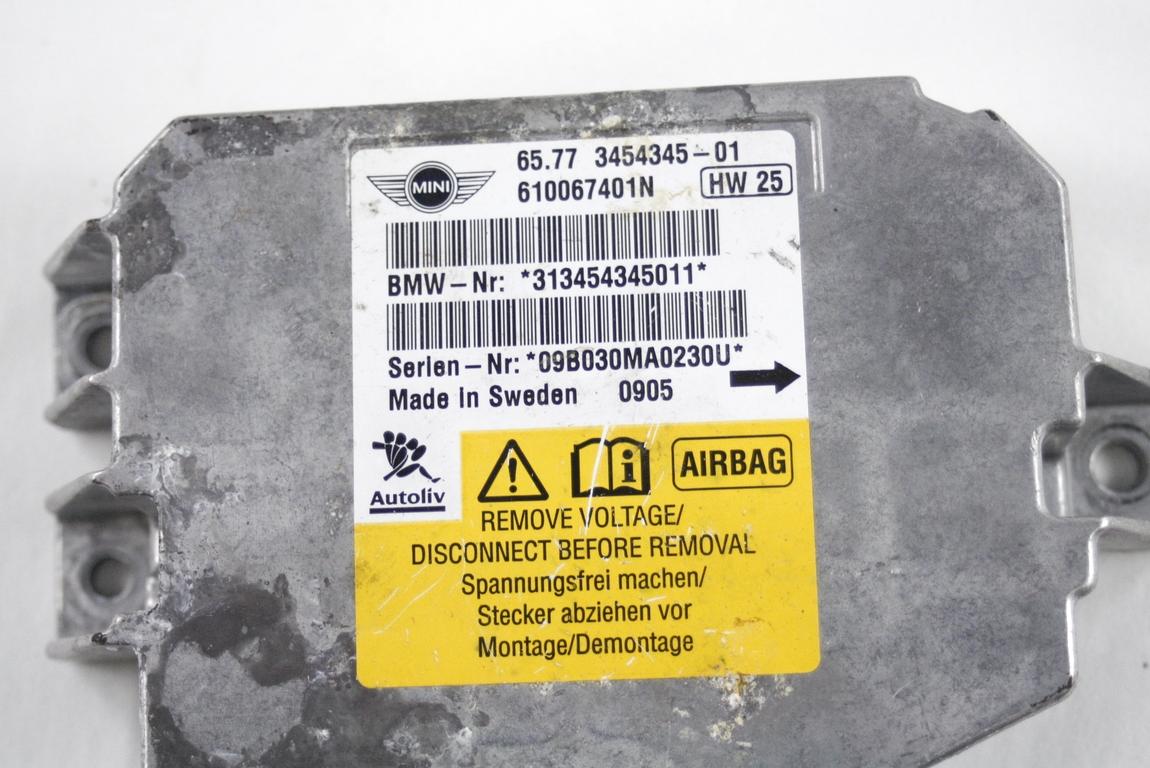 MINI
65.77 3454345-01
610067401N HW 25
BMW-Nr: *313454345011*
Serien-Nr: *09B030MA0230U*
Made In Sweden 0905
Autoliv
AIRBAG
REMOVE VOLTAGE/
DISCONNECT BEFORE REMOVAL
Spannungsfrei machen/
Stecker abziehen vor
Montage/Demontage